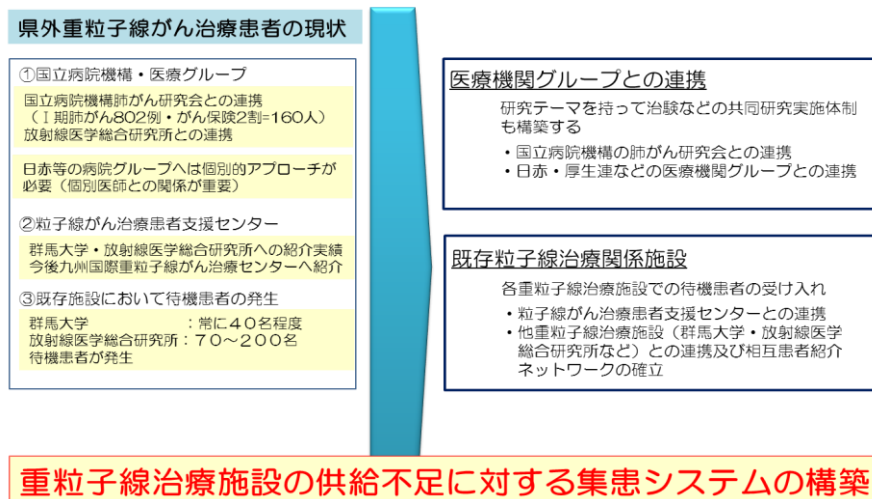 県外重粒子線がん治療患者の現状
①国立病院機構・医療グループ
国立病院機構肺がん研究会との連携
（Ⅰ期肺がん802例・がん保険2割=160人）
放射線医学総合研究所との連携
日赤等の病院グループへは個別的アプローチが
必要（個別医師との関係が重要）
②粒子線がん治療患者支援センター
群馬大学・放射線医学総合研究所への紹介実績
今後九州国際重粒子線がん治療センターへ紹介
③既存施設において待機患者の発生
群馬大学　　　　　　：常に４０名程度
放射線医学総合研究所：７０～２００名
待機患者が発生
医療機関グループとの連携
研究テーマを持って治験などの共同研究実施体制
も構築する
・国立病院機構の肺がん研究会との連携
・日赤・厚生連などの医療機関グループとの連携
既存粒子線治療関係施設
各重粒子線治療施設での待機患者の受け入れ
・粒子線がん治療患者支援センターとの連携
・他重粒子線治療施設（群馬大学・放射線医学
総合研究所など）との連携及び相互患者紹介
ネットワークの確立
重粒子線治療施設の供給不足に対する集患システムの構築